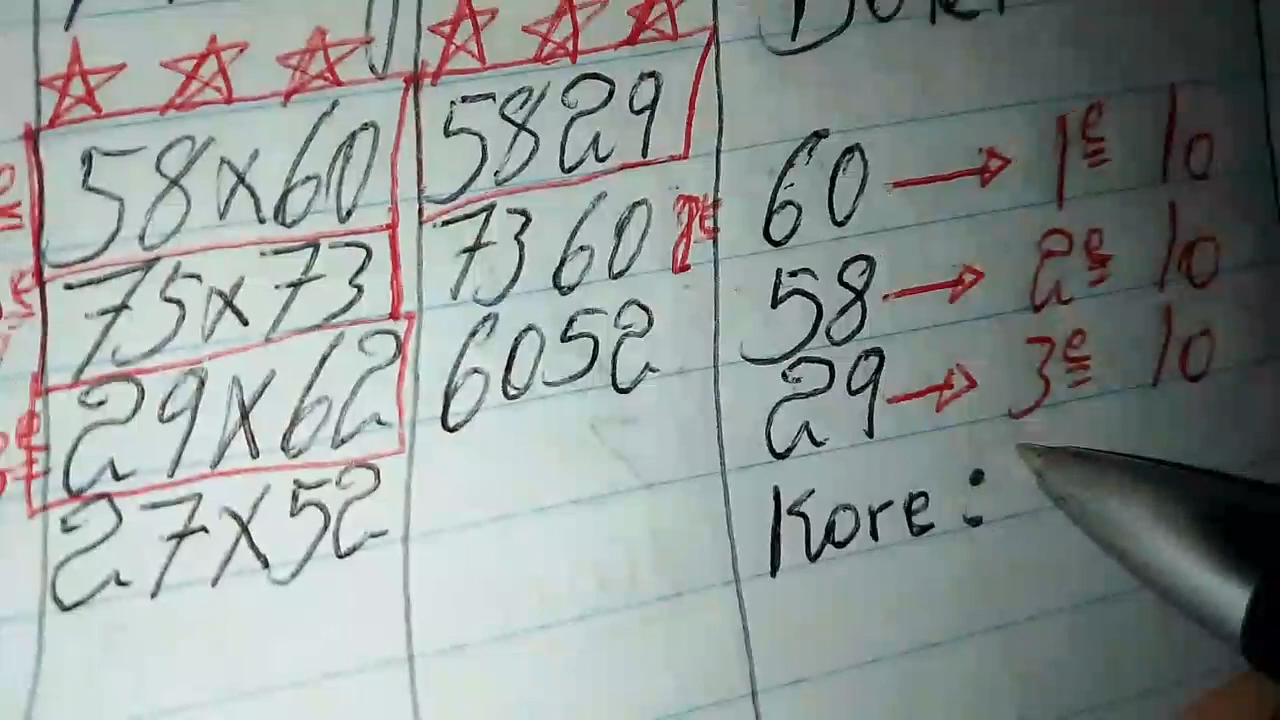 58x60
75x73
29x62
27x52
5829
7360
6052
60 → 1e 10
58 → 2e 10
29 → 3e 10
Kore :